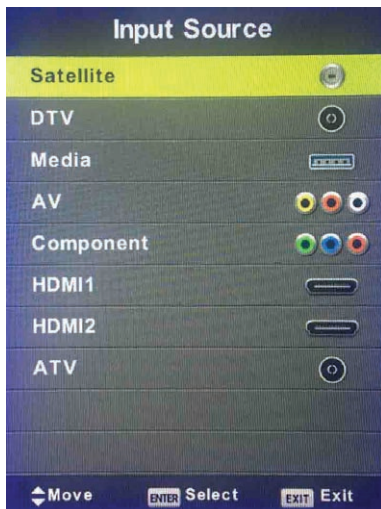 Input Source
Satellite
DTV
Media
AV
Component
HDMI1
HDMI2
ATV
Move ENTER Select EXIT Exit